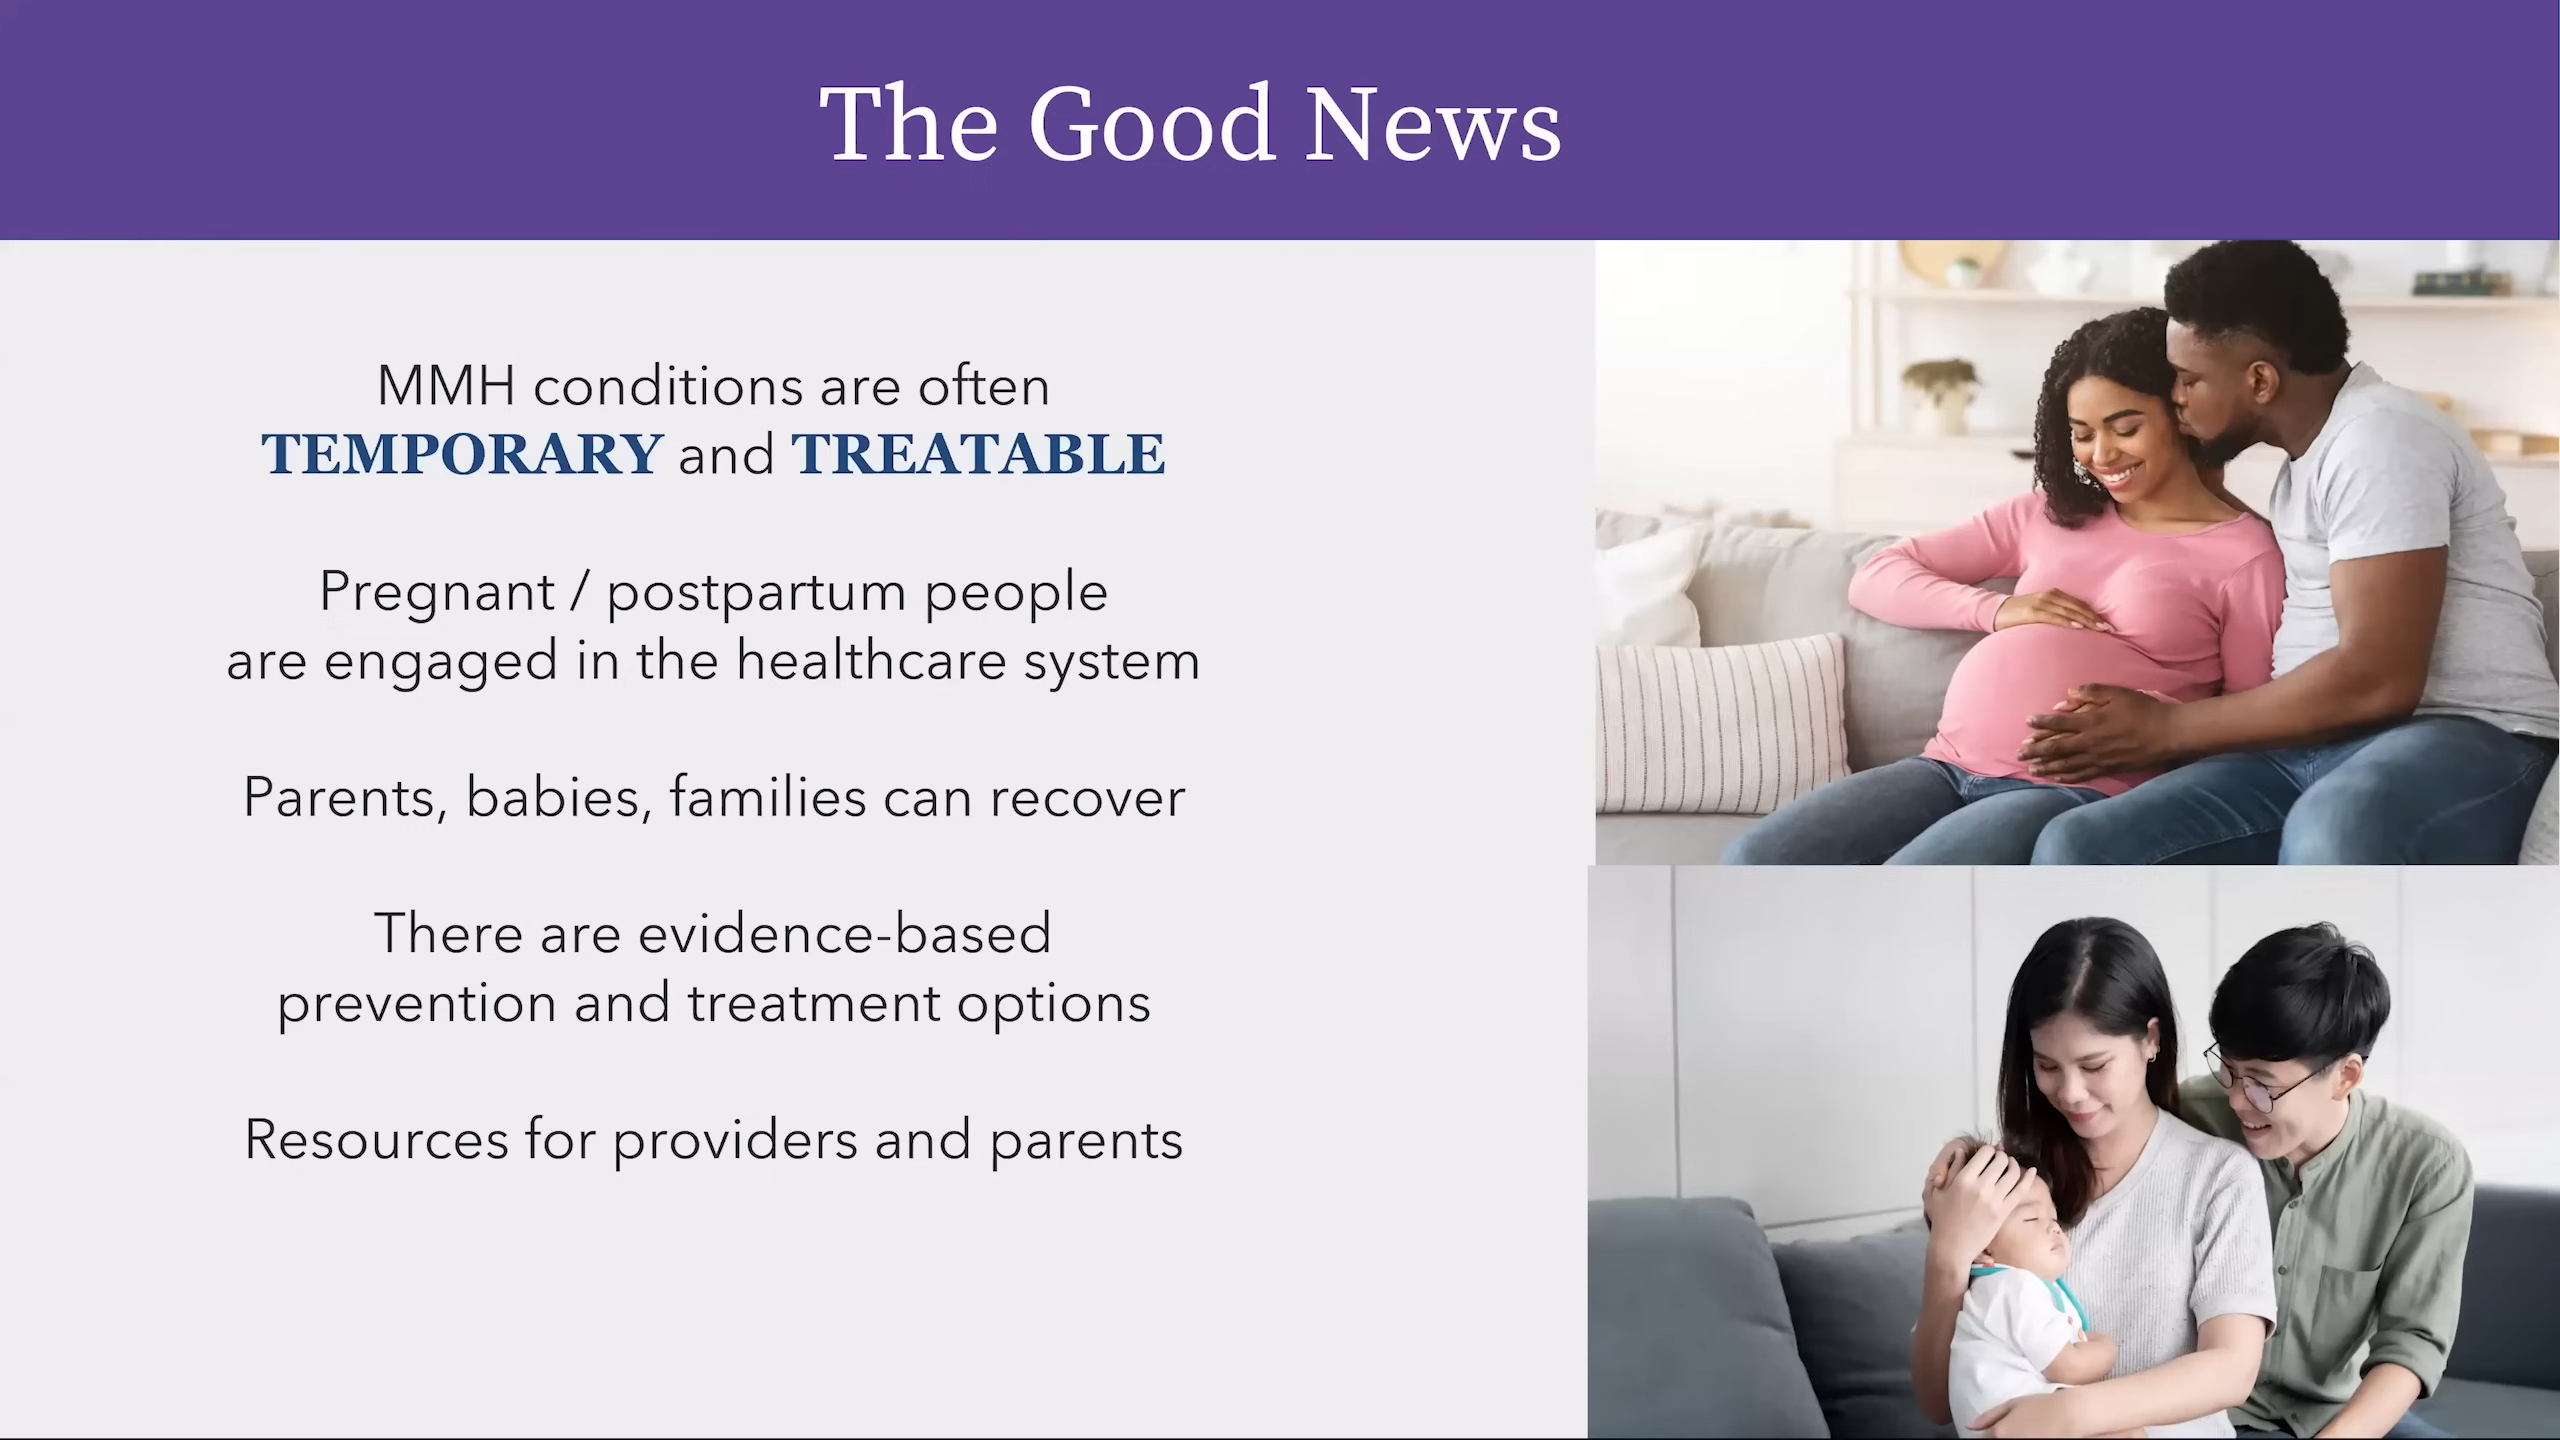 The Good News
MMH conditions are often
TEMPORARY and TREATABLE
Pregnant / postpartum people
are engaged in the healthcare system
Parents, babies, families can recover
There are evidence-based
prevention and treatment options
Resources for providers and parents